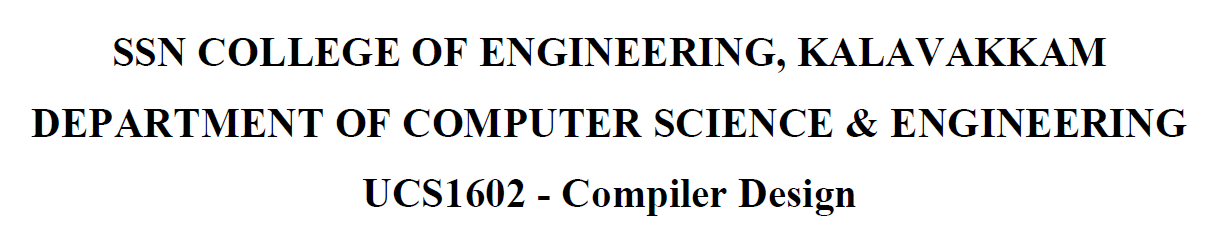 SSN COLLEGE OF ENGINEERING, KALAVAKKAM
DEPARTMENT OF COMPUTER SCIENCE & ENGINEERING
UCS1602 - Compiler Design